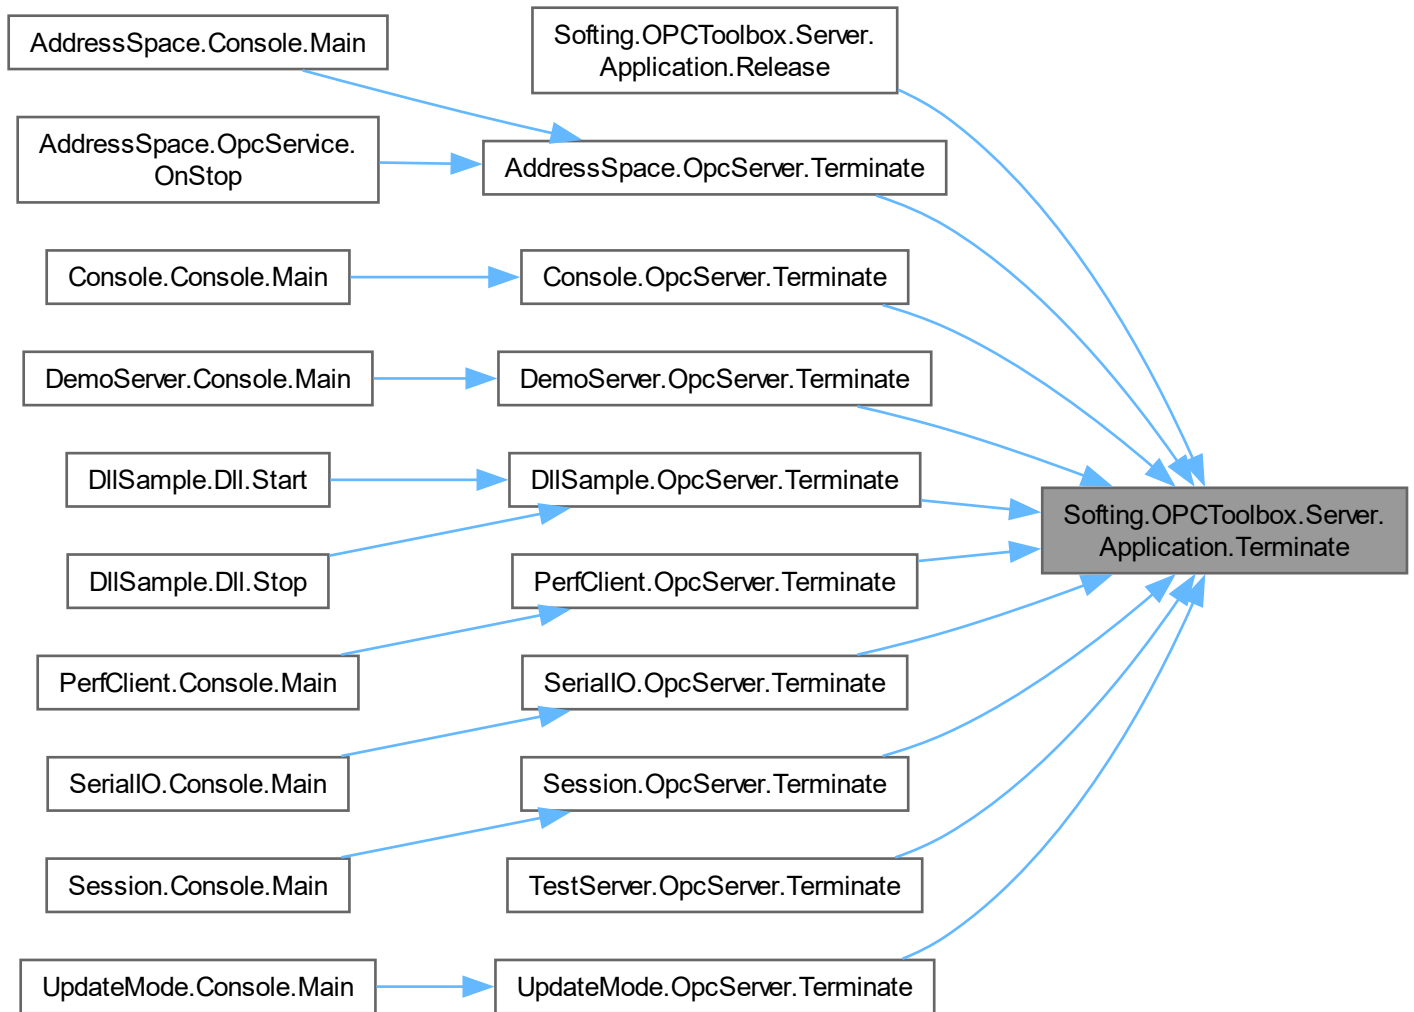 AddressSpace.Console.Main
Softing.OPCToolbox.Server.
Application.Release
AddressSpace.OpcService.
OnStop
AddressSpace.OpcServer.Terminate
Console.Console.Main
Console.OpcServer.Terminate
DemoServer.Console.Main
DemoServer.OpcServer.Terminate
DllSample.Dll.Start
DllSample.OpcServer.Terminate
Softing.OPCToolbox.Server.
Application.Terminate
DllSample.Dll.Stop
PerfClient.OpcServer.Terminate
PerfClient.Console.Main
SerialIO.OpcServer.Terminate
SerialIO.Console.Main
Session.OpcServer.Terminate
Session.Console.Main
TestServer.OpcServer.Terminate
UpdateMode.Console.Main
UpdateMode.OpcServer.Terminate